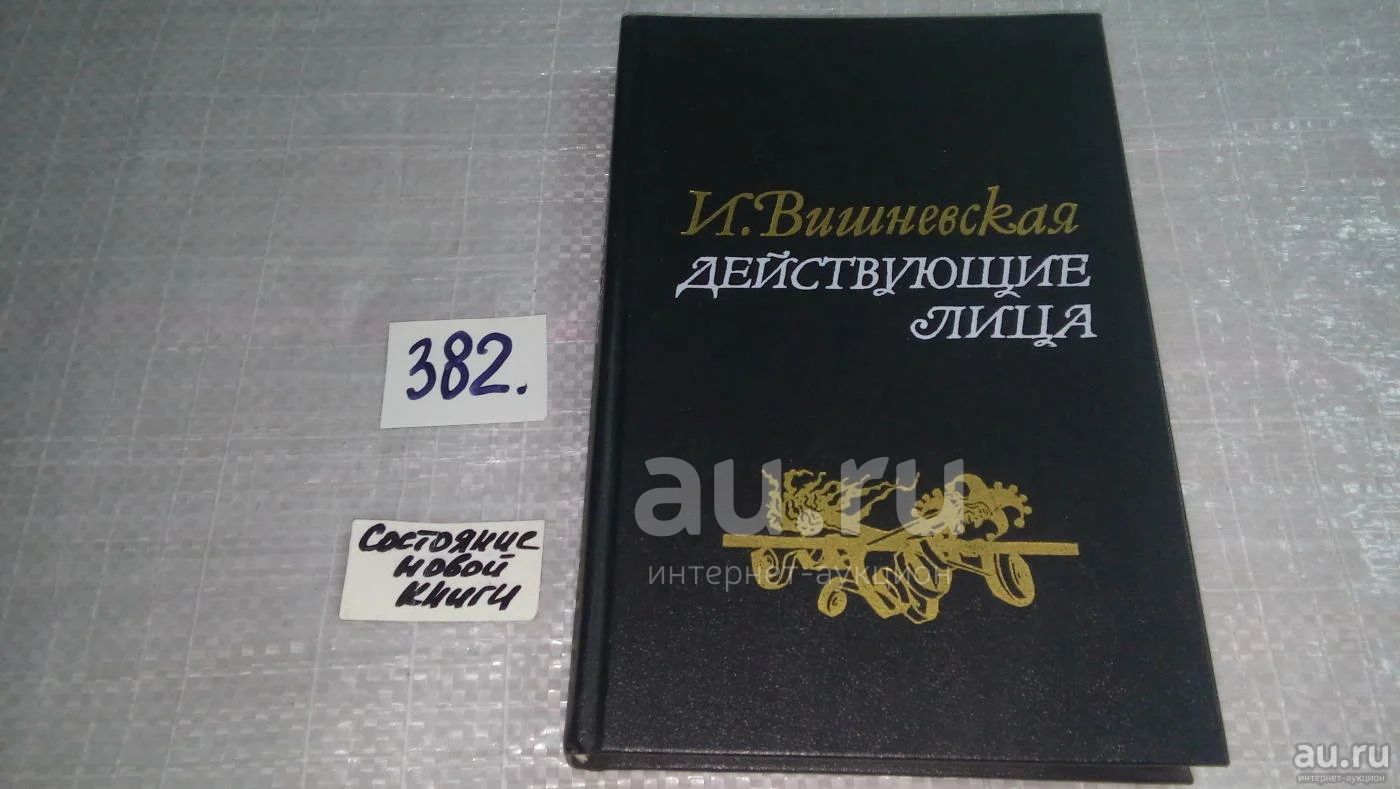 И. Вишневская
ДЕЙСТВУЮЩИЕ
ЛИЦА
382.
Состояние
новой
книги
au.ru
интернет-аукцион
au.ru
интернет-аукцион